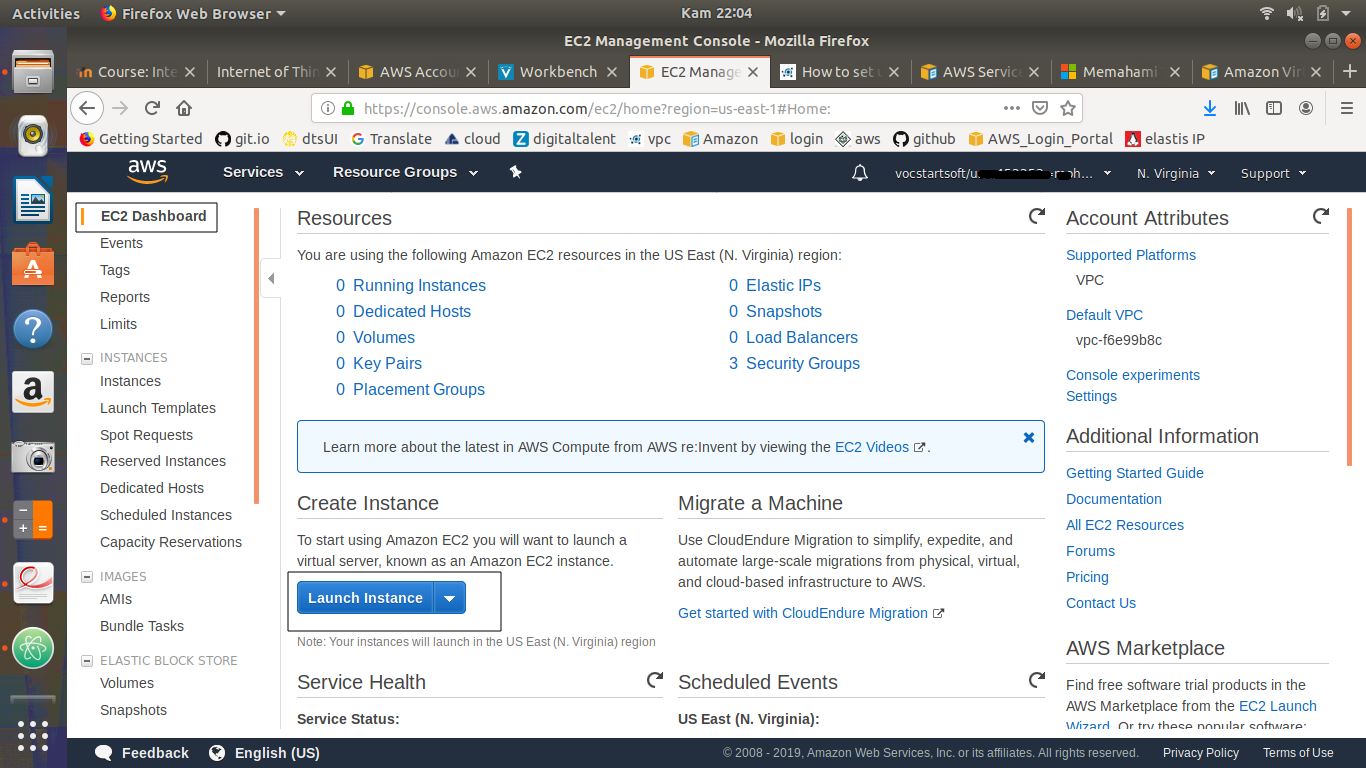 Activities
Firefox Web Browser
Kam 22:04
EC2 Management Console - Mozilla Firefox
Course: Inte
Internet of Thin
AWS Accou
Workbench
EC2 Manage
How to set u
AWS Service
Memahami
Amazon Virt
https://console.aws.amazon.com/ec2/home?region=us-east-1#Home:
Getting Started
git.io
dtsUI
Translate
cloud
digitaltalent
vpc
Amazon
login
aws
github
AWS_Login_Portal
elastis IP
aws
Services
Resource Groups
N. Virginia
Support
EC2 Dashboard
Events
Tags
Reports
Limits
INSTANCES
Instances
Launch Templates
Spot Requests
Reserved Instances
Dedicated Hosts
Scheduled Instances
Capacity Reservations
IMAGES
AMIs
Bundle Tasks
ELASTIC BLOCK STORE
Volumes
Snapshots
Resources
You are using the following Amazon EC2 resources in the US East (N. Virginia) region:
0 Running Instances
0 Elastic IPs
0 Dedicated Hosts
0 Snapshots
0 Volumes
0 Load Balancers
0 Key Pairs
3 Security Groups
0 Placement Groups
Learn more about the latest in AWS Compute from AWS re:Invent by viewing the EC2 Videos .
Create Instance
To start using Amazon EC2 you will want to launch a
virtual server, known as an Amazon EC2 instance.
Launch Instance
Note: Your instances will launch in the US East (N. Virginia) region
Migrate a Machine
Use CloudEndure Migration to simplify, expedite, and
automate large-scale migrations from physical, virtual,
and cloud-based infrastructure to AWS.
Get started with CloudEndure Migration
Service Health
Service Status:
Scheduled Events
US East (N. Virginia):
Account Attributes
Supported Platforms
VPC
Default VPC
vpc-f6e99b8c
Console experiments
Settings
Additional Information
Getting Started Guide
Documentation
All EC2 Resources
Forums
Pricing
Contact Us
AWS Marketplace
Find free software trial products in the
AWS Marketplace from the EC2 Launch
Wizard. Or try these popular software:
Feedback
English (US)
© 2008 - 2019, Amazon Web Services, Inc. or its affiliates. All rights reserved.
Privacy Policy
Terms of Use